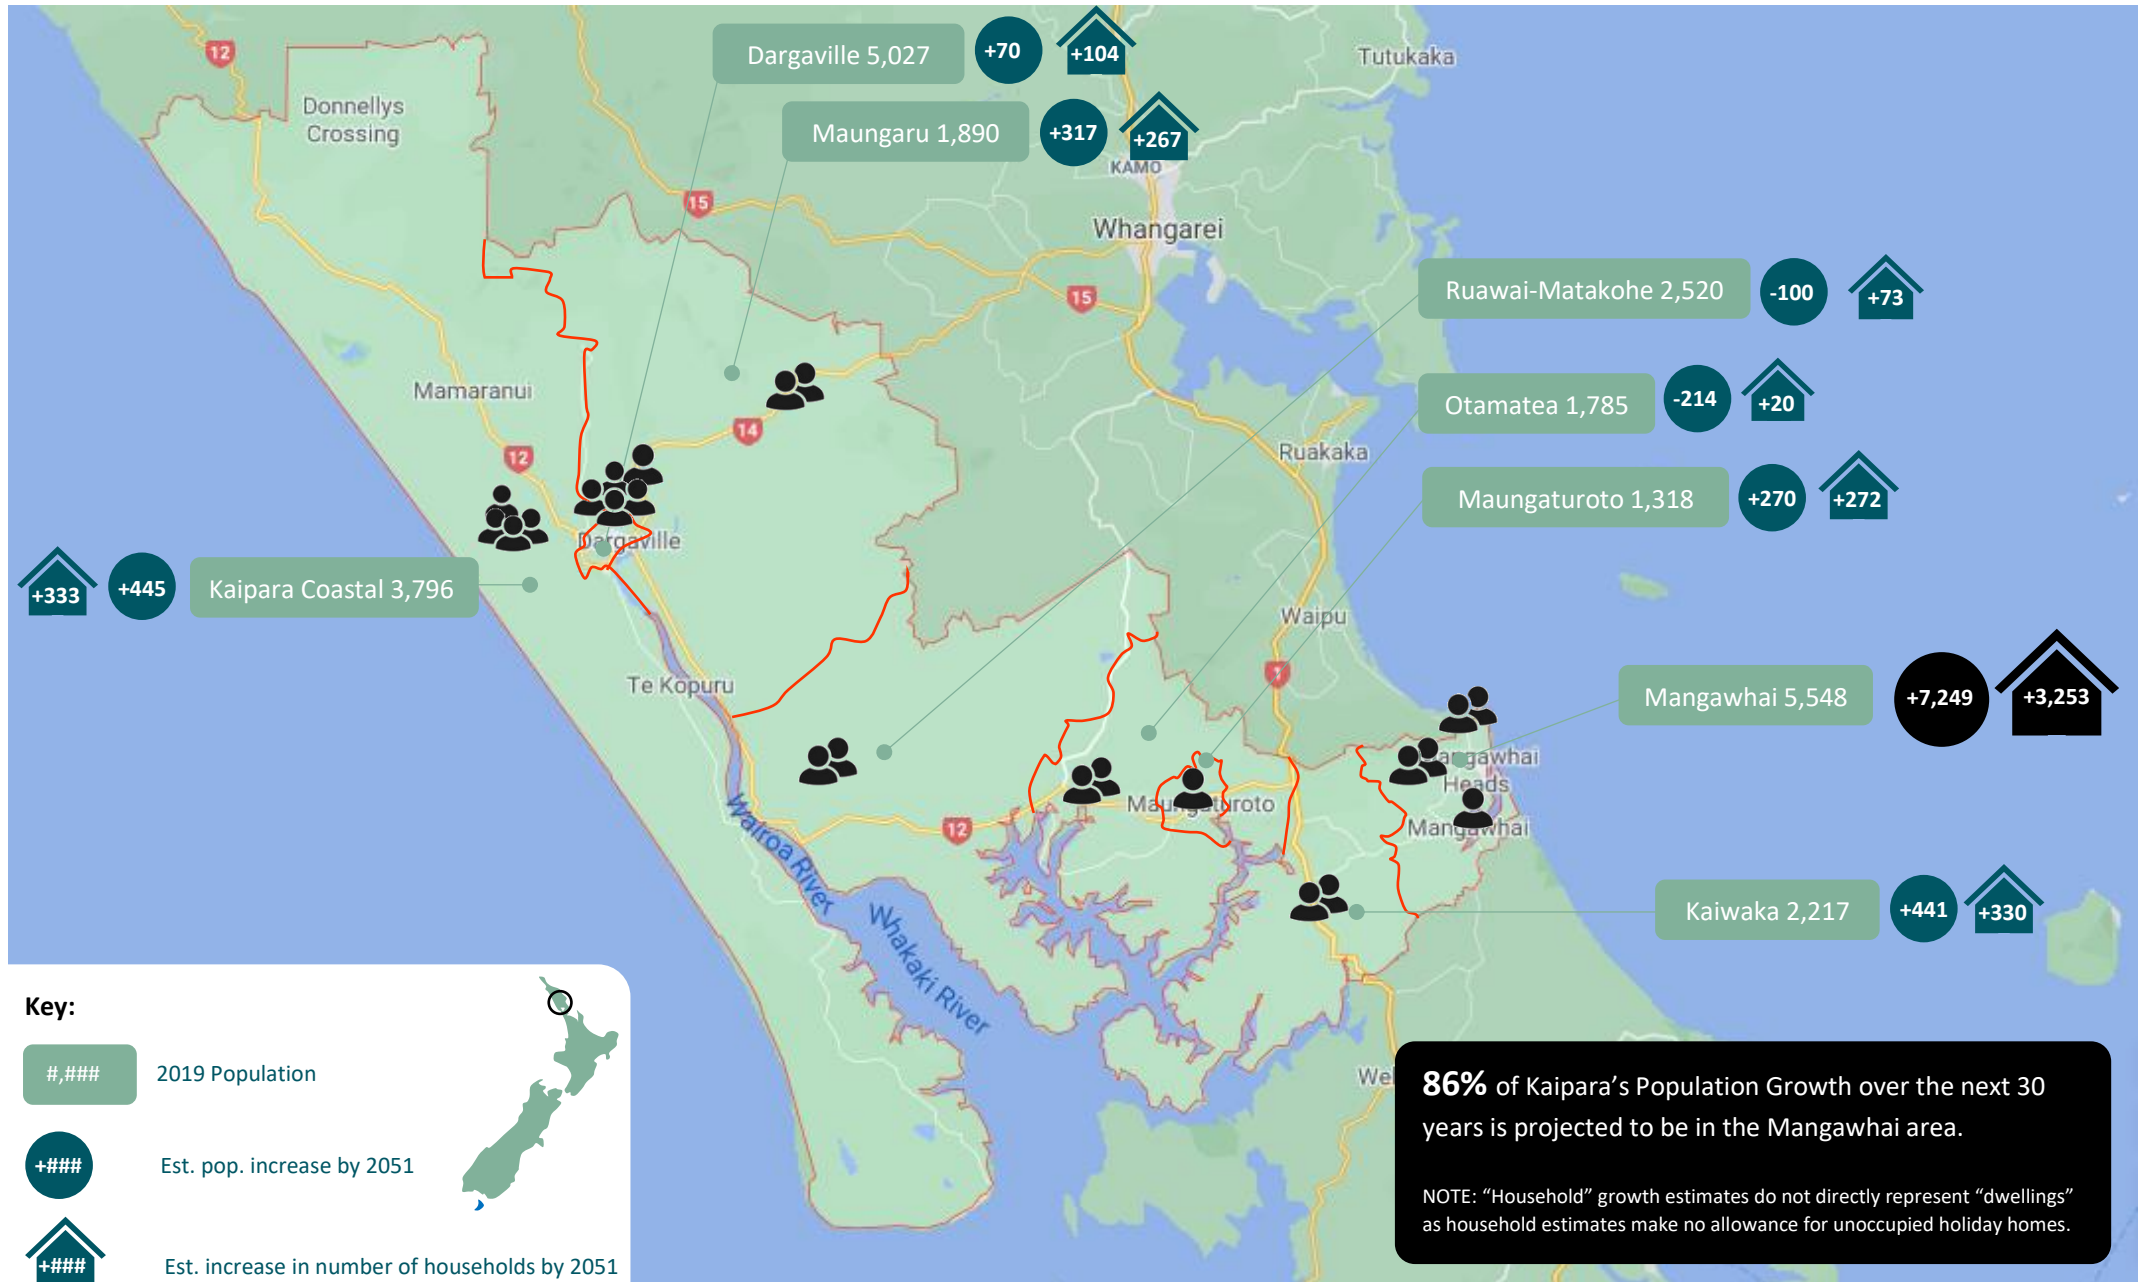 Dargaville 5,027
+70
+104
Tutukaka
12
Donnellys
Crossing
Maungaru 1,890
+317
+267
KAMO
15
Whangarei
Ruawai-Matakohe 2,520
-100
+73
15
Mamaranui
Otamatea 1,785
-214
+20
14
12
Ruakaka
Maungaturoto 1,318
+270
+272
Dargaville
+333
+445
Kaipara Coastal 3,796
Waipu
Te Kopuru
1
Mangawhai 5,548
+7,249
+3,253
Mangawhai
Heads
Maungaturoto
12
Mangawhai
Wairoa River
Whakaki River
Kaiwaka 2,217
+441
+330
Key:
#,###
2019 Population
+###
Est. pop. increase by 2051
+###
Est. increase in number of households by 2051
Wel
86% of Kaipara’s Population Growth over the next 30
years is projected to be in the Mangawhai area.
NOTE: “Household” growth estimates do not directly represent “dwellings”
as household estimates make no allowance for unoccupied holiday homes.